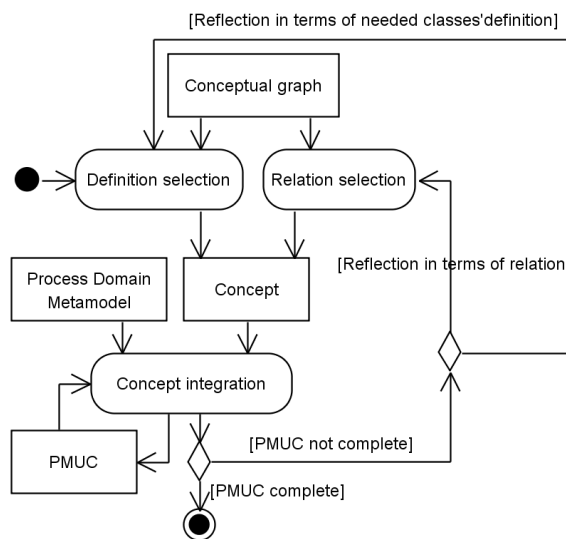 [Reflection in terms of needed classes'definition]
Conceptual graph
Definition selection
Relation selection
Process Domain
Metamodel
Concept
[Reflection in terms of relation
Concept integration
[PMUC not complete]
PMUC
[PMUC complete]